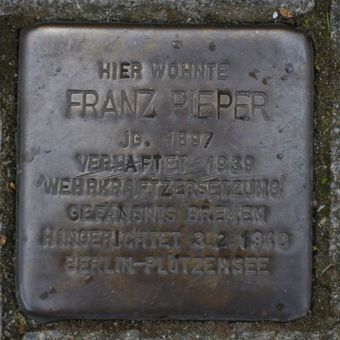 HIER WOHNTE
FRANZ PIEPER
JG. 1897
VERHAFTET 1939
'WEHRKRAFTZERSETZUNG'
GEFÄNGNIS BREMEN
HINGERICHTET 3.2.1940
BERLIN-PLÖTZENSEE